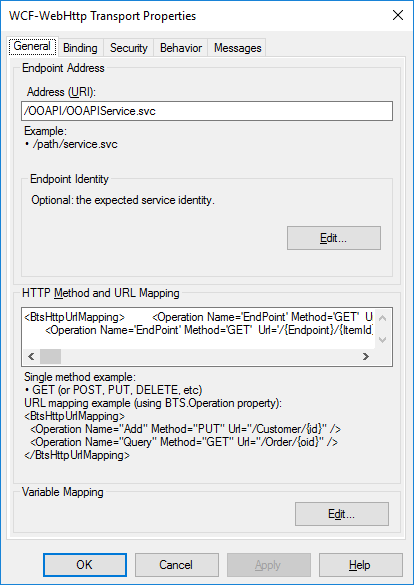 WCF-WebHttp Transport Properties
General Binding Security Behavior Messages
Endpoint Address
Address (URI):
/OOAPI/OOAPIService.svc
Example:
• /path/service.svc
Endpoint Identity
Optional: the expected service identity.
Edit...
HTTP Method and URL Mapping
<BtsHttpUrlMapping> <Operation Name='EndPoint' Method='GET' U
<Operation Name='EndPoint' Method='GET' Url='/{Endpoint}/{ItemId}
Single method example:
• GET (or POST, PUT, DELETE, etc)
URL mapping example (using BTS.Operation property):
<BtsHttpUrlMapping>
<Operation Name="Add" Method="PUT" Url="/Customer/{id}" />
<Operation Name="Query" Method="GET" Url="/Order/{oid}" />
</BtsHttpUrlMapping>
Variable Mapping
Edit...
OK Cancel Apply Help